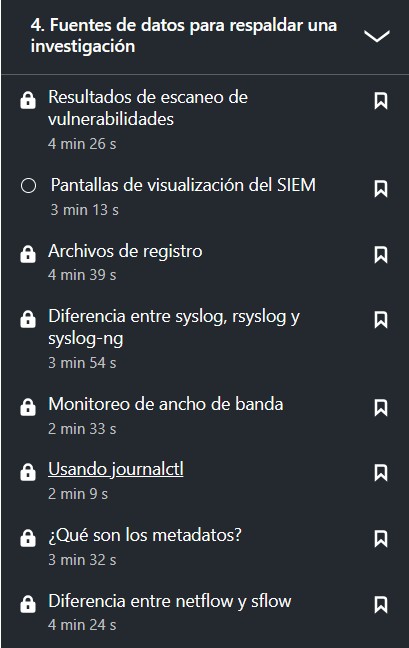 4. Fuentes de datos para respaldar una
investigación
Resultados de escaneo de
vulnerabilidades
4 min 26 s
Pantallas de visualización del SIEM
3 min 13 s
Archivos de registro
4 min 39 s
Diferencia entre syslog, rsyslog y
syslog-ng
3 min 54 s
Monitoreo de ancho de banda
2 min 33 s
Usando journalctl
2 min 9 s
¿Qué son los metadatos?
3 min 32 s
Diferencia entre netflow y sflow
4 min 24 s